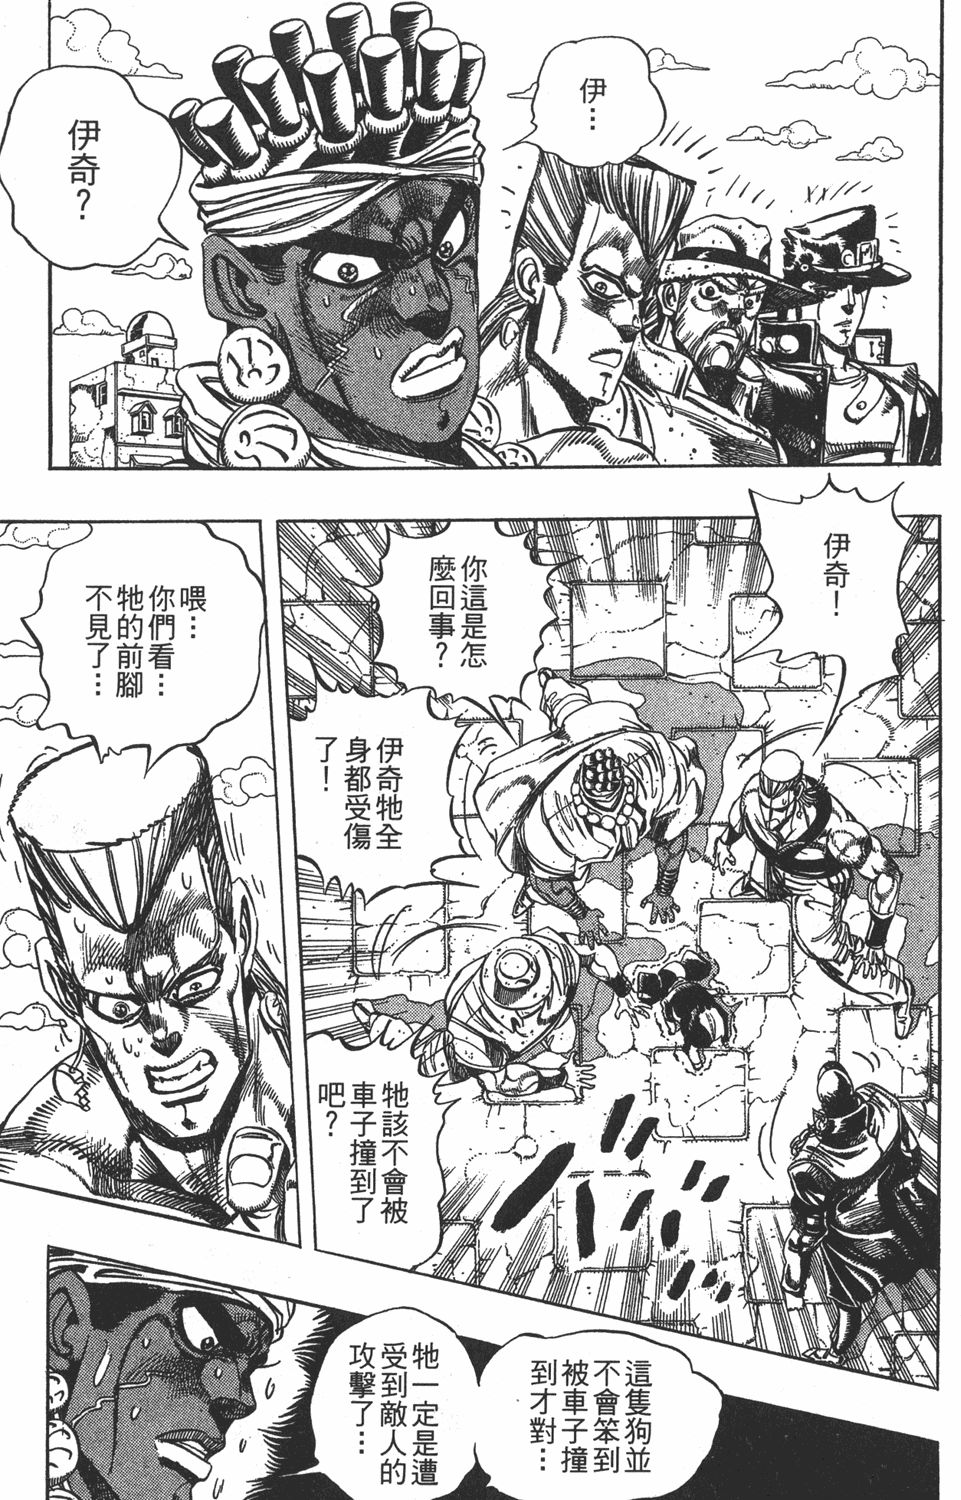 伊…
伊奇？
伊奇！
你這是怎
麼回事？
伊奇牠全
身都受傷
了！
牠該不會被
車子撞到了
吧？
喂…
你們看…
牠的前腳
不見了…
這隻狗並
不會笨到
被車子撞
到才對…
牠一定是遭
受到敵人的
攻擊了…